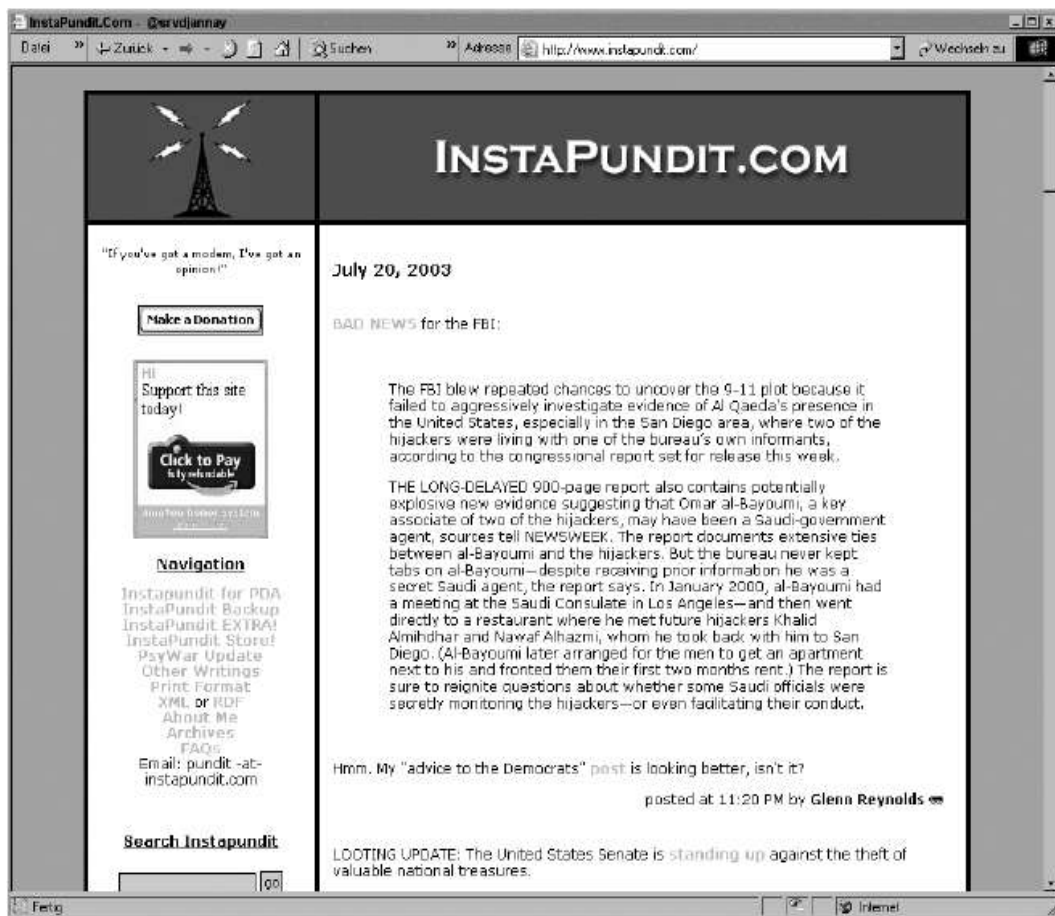 InstaPundit.Com - @srvdjannay
Datei » Zurück Suchen » Adresse http://www.instapundit.com/ Wechseln zu
INSTAPUNDIT.COM
"If you've got a modem, I've got an
opinion!"
Make a Donation
HI
Support this site
today!
Click to Pay
fully refundable
amazon honor system
Navigation
Instapundit for PDA
InstaPundit Backup
InstaPundit EXTRA!
InstaPundit Store!
PsyWar Update
Other Writings
Print Format
XML or RDF
About Me
Archives
FAQs
Email: pundit -at-
instapundit.com
Search Instapundit
go
July 20, 2003
BAD NEWS for the FBI:
The FBI blew repeated chances to uncover the 9-11 plot because it
failed to aggressively investigate evidence of Al Qaeda's presence in
the United States, especially in the San Diego area, where two of the
hijackers were living with one of the bureau's own informants,
according to the congressional report set for release this week.
THE LONG-DELAYED 900-page report also contains potentially
explosive new evidence suggesting that Omar al-Bayoumi, a key
associate of two of the hijackers, may have been a Saudi-government
agent, sources tell NEWSWEEK. The report documents extensive ties
between al-Bayoumi and the hijackers. But the bureau never kept
tabs on al-Bayoumi—despite receiving prior information he was a
secret Saudi agent, the report says. In January 2000, al-Bayoumi had
a meeting at the Saudi Consulate in Los Angeles—and then went
directly to a restaurant where he met future hijackers Khalid
Almihdhar and Nawaf Alhazmi, whom he took back with him to San
Diego. (Al-Bayoumi later arranged for the men to get an apartment
next to his and fronted them their first two months rent.) The report is
sure to reignite questions about whether some Saudi officials were
secretly monitoring the hijackers—or even facilitating their conduct.
Hmm. My "advice to the Democrats" post is looking better, isn't it?
posted at 11:20 PM by Glenn Reynolds
LOOTING UPDATE: The United States Senate is standing up against the theft of
valuable national treasures.
Fertig Internet